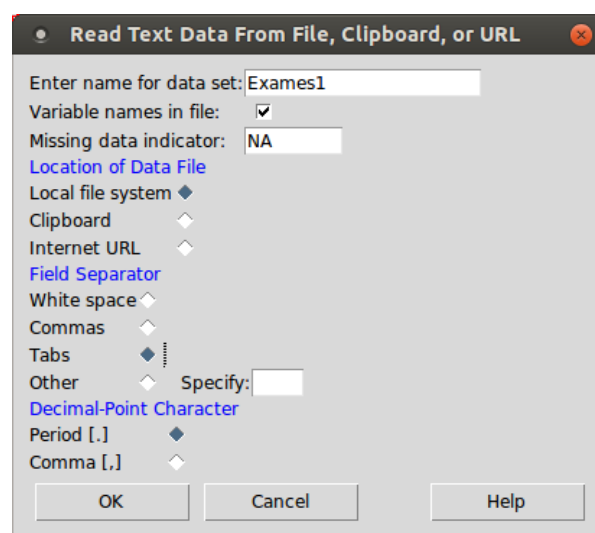 Read Text Data From File, Clipboard, or URL
Enter name for data set: Exames1
Variable names in file:
Missing data indicator: NA
Location of Data File
Local file system
Clipboard
Internet URL
Field Separator
White space
Commas
Tabs
Other Specify:
Decimal-Point Character
Period [.]
Comma [,]
OK Cancel Help